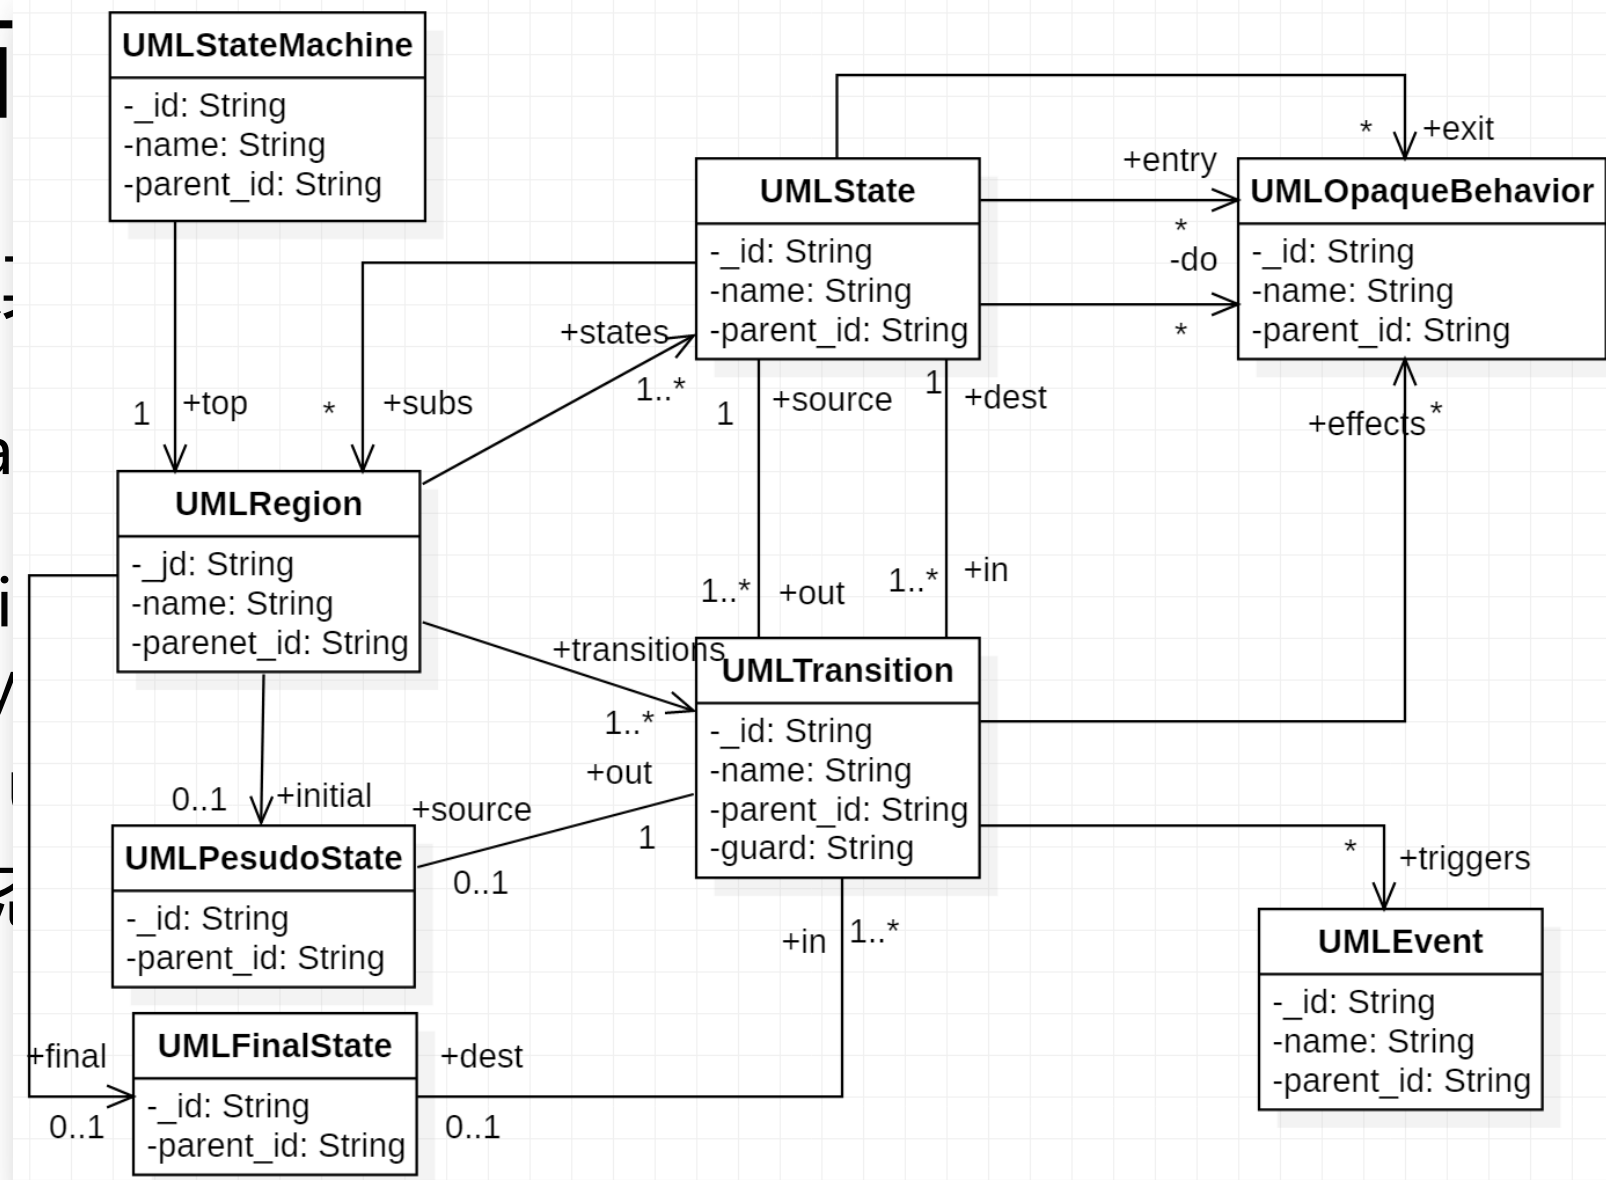 UMLStateMachine
-_id: String
-name: String
-parent_id: String
1
+top
*
+subs
UMLState
-_id: String
-name: String
-parent_id: String
*
+exit
+entry
*
-do
*
UMLOpaqueBehavior
-_id: String
-name: String
-parent_id: String
+states
1..*
1
+source
1
+dest
+effects
*
UMLRegion
-_jd: String
-name: String
-parenet_id: String
1..*
+out
1..*
+in
+transitions
1..*
UMLTransition
-_id: String
-name: String
-parent_id: String
-guard: String
+out
1
+source
0..1
0..1
+initial
UMLPesudoState
-_id: String
-parent_id: String
*
+triggers
+in
1..*
UMLEvent
-_id: String
-name: String
-parent_id: String
+final
0..1
UMLFinalState
-_id: String
-parent_id: String
+dest
0..1